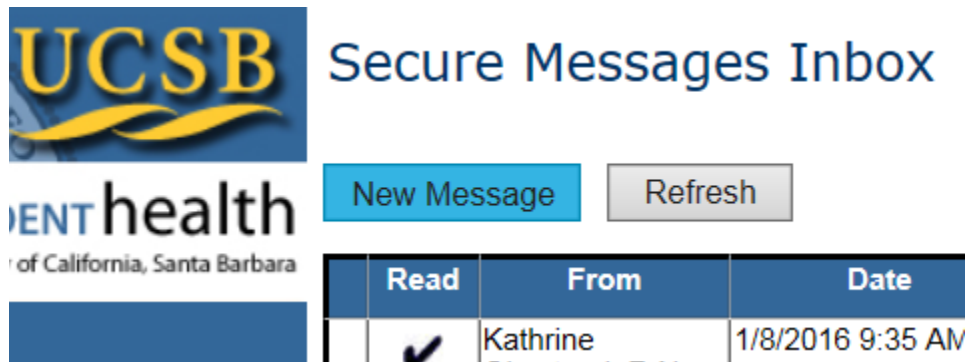 UCSB
Secure Messages Inbox
New Message
Refresh
DENT health
of California, Santa Barbara
Read
From
Date
Kathrine
1/8/2016 9:35 AM